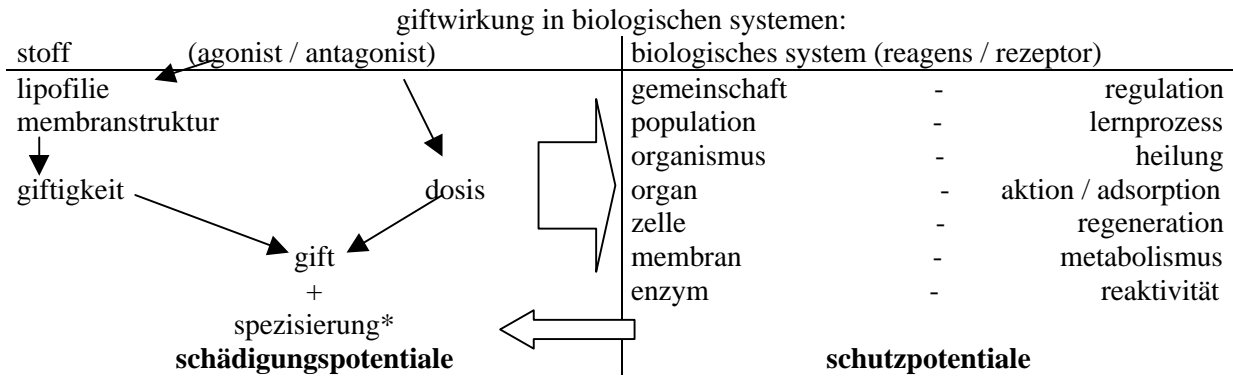 giftwirkung in biologischen systemen:
stoff (agonist / antagonist) biologisches system (reagens / rezeptor)
lipofilie gemeinschaft - regulation
membranstruktur population - lernprozess
organismus - heilung
giftigkeit dosis organ - aktion / adsorption
zelle - regeneration
gift membran - metabolismus
+ enzym - reaktivität
spezisierung*
schädigungspotentiale schutzpotentiale